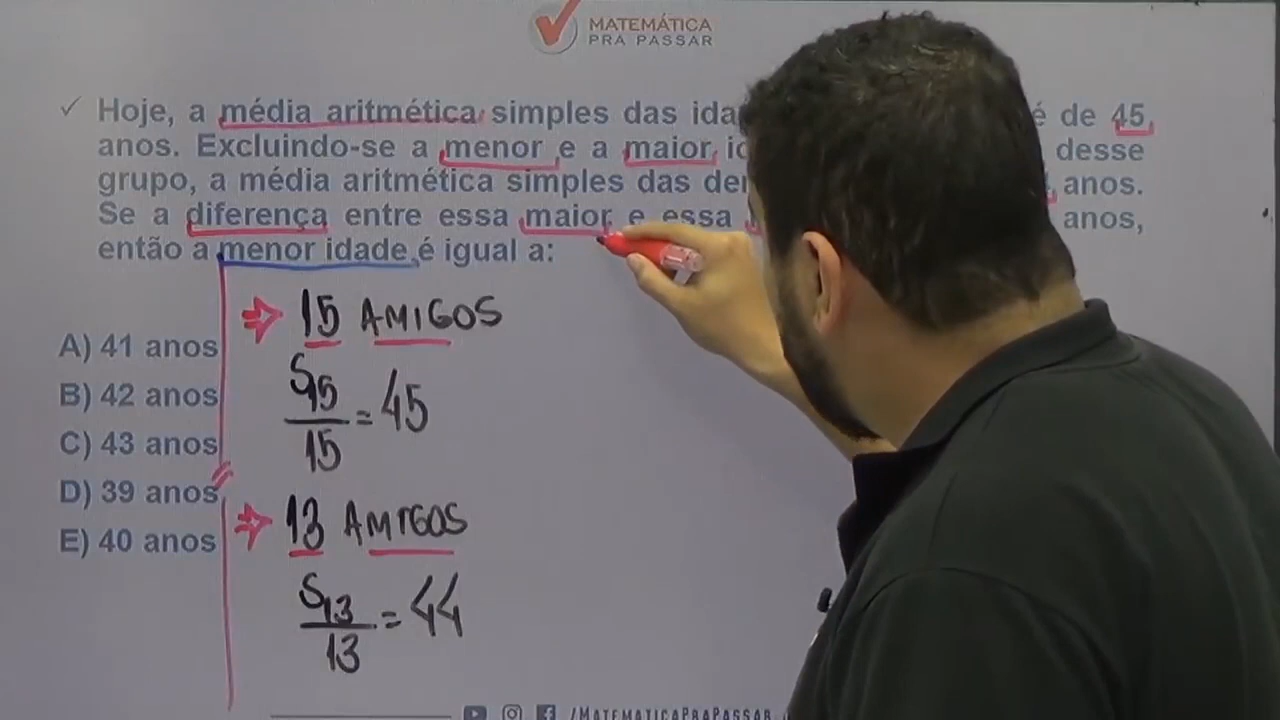 MATEMÁTICA
PRA PASSAR
✓ Hoje, a média aritmética simples das é de 45
anos. Excluindo-se a menor e a maior desse
grupo, a média aritmética simples das anos.
Se a diferença entre essa maior e essa anos,
então a menor idade é igual a:
15 AMIGOS
A) 41 anos
S15
B) 42 anos
— = 45
15
C) 43 anos
D) 39 anos
13 AMIGOS
E) 40 anos
S13
— = 44
13
/MATEMATICAPRAPASSAR